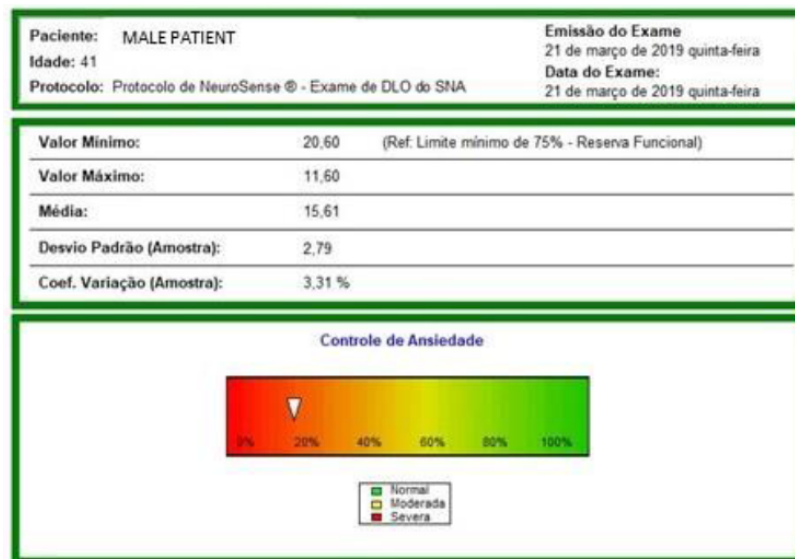 Paciente: MALE PATIENT
Idade: 41
Protocolo: Protocolo de NeuroSense ® - Exame de DLO do SNA
Emissão do Exame
21 de março de 2019 quinta-feira
Data do Exame:
21 de março de 2019 quinta-feira
Valor Mínimo: 20,60 (Ref. Limite mínimo de 75% - Reserva Funcional)
Valor Máximo: 11,60
Média: 15,61
Desvio Padrão (Amostra): 2,79
Coef. Variação (Amostra): 3,31 %
Controle de Ansiedade
0% 20% 40% 60% 80% 100%
Normal
Moderada
Severa